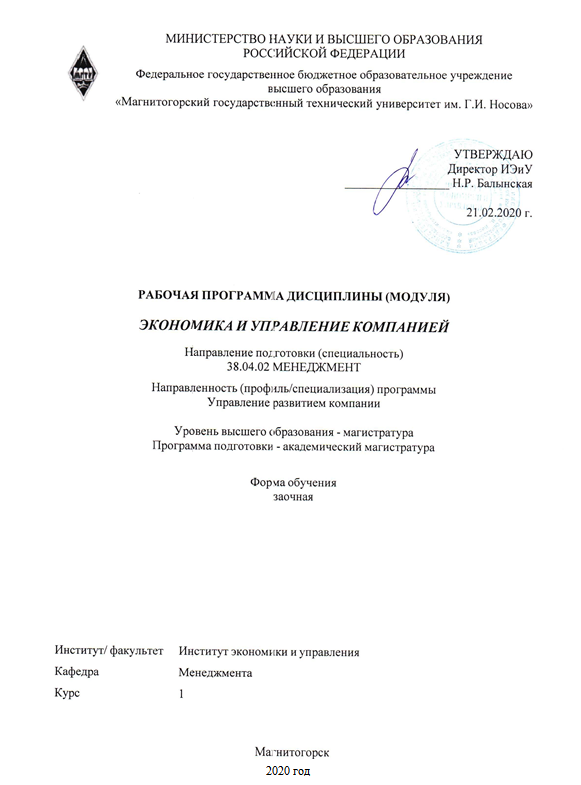 МИНИСТЕРСТВО НАУКИ И ВЫСШЕГО ОБРАЗОВАНИЯ
РОССИЙСКОЙ ФЕДЕРАЦИИ
Федеральное государственное бюджетное образовательное учреждение
высшего образования
«Магнитогорский государственный технический университет им. Г.И. Носова»
УТВЕРЖДАЮ
Директор ИЭиУ
Н.Р. Балынская
21.02.2020 г.
РАБОЧАЯ ПРОГРАММА ДИСЦИПЛИНЫ (МОДУЛЯ)
ЭКОНОМИКА И УПРАВЛЕНИЕ КОМПАНИЕЙ
Направление подготовки (специальность)
38.04.02 МЕНЕДЖМЕНТ
Направленность (профиль/специализация) программы
Управление развитием компании
Уровень высшего образования - магистратура
Программа подготовки - академический магистратура
Форма обучения
заочная
Институт/ факультет Институт экономики и управления
Кафедра Менеджмента
Курс 1
Магнитогорск
2020 год